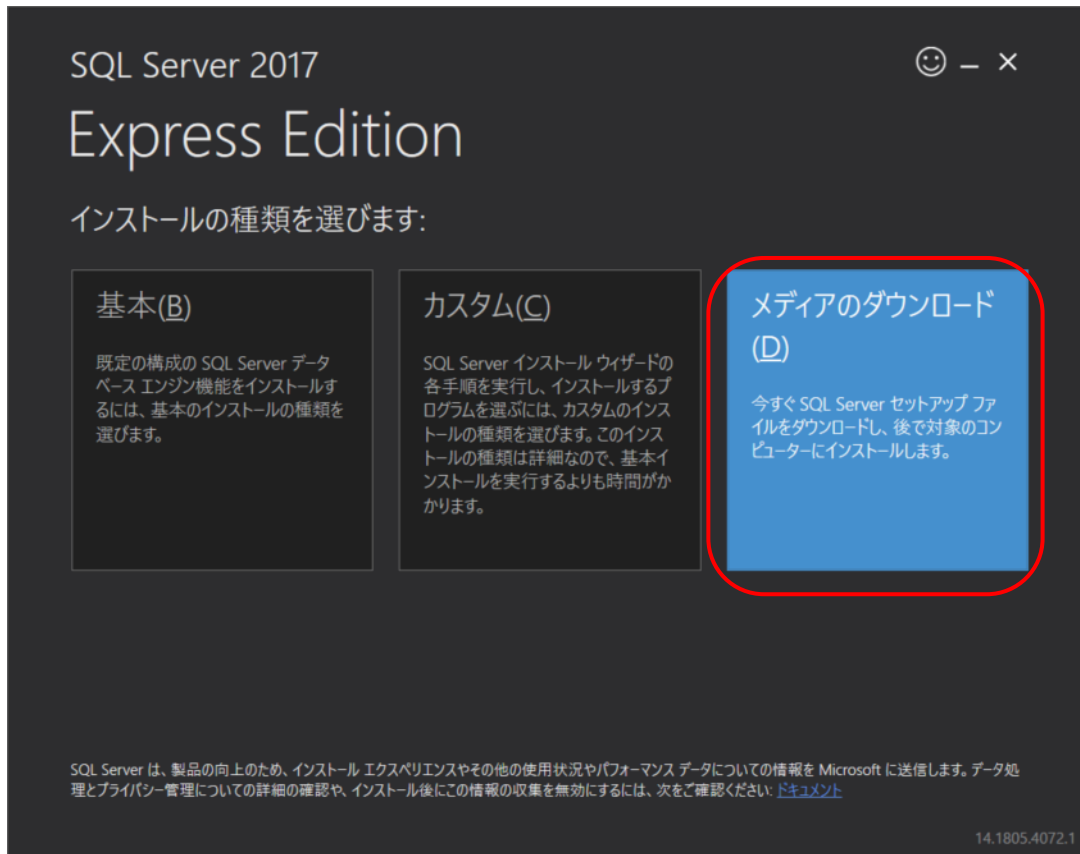 SQL Server 2017
Express Edition
インストールの種類を選びます:
基本(B)
既定の構成の SQL Server データ
ベース エンジン機能をインストールす
るには、基本のインストールの種類を
選びます。
カスタム(C)
SQL Server インストール ウィザードの
各手順を実行し、インストールするプ
ログラムを選ぶには、カスタムのインス
トールの種類を選びます。このインス
トールの種類は詳細なので、基本イ
ンストールを実行するよりも時間がか
かります。
メディアのダウンロード
(D)
今すぐ SQL Server セットアップ ファ
イルをダウンロードし、後で対象のコン
ピューターにインストールします。
SQL Server は、製品の向上のため、インストール エクスペリエンスやその他の使用状況やパフォーマンス データについての情報を Microsoft に送信します。データ処
理とプライバシー管理についての詳細の確認や、インストール後にこの情報の収集を無効にするには、次をご確認ください: ドキュメント
14.1805.4072.1